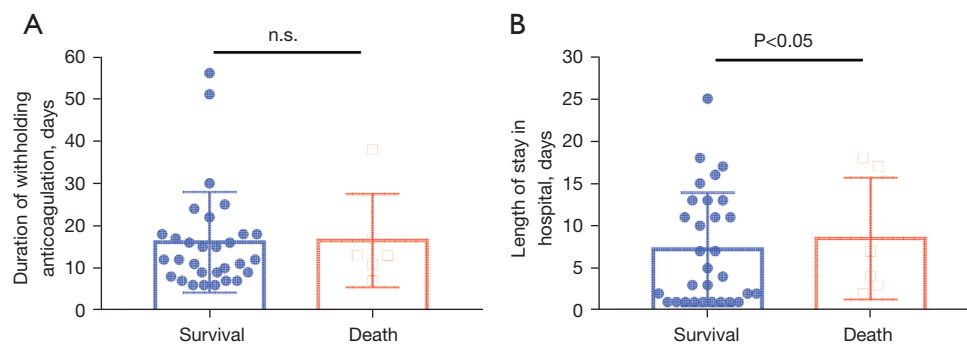 A
n.s.
Duration of withholding
anticoagulation, days
60
50
40
30
20
10
0
Survival
Death
B
P<0.05
Length of stay in
hospital, days
30
25
20
15
10
5
0
Survival
Death